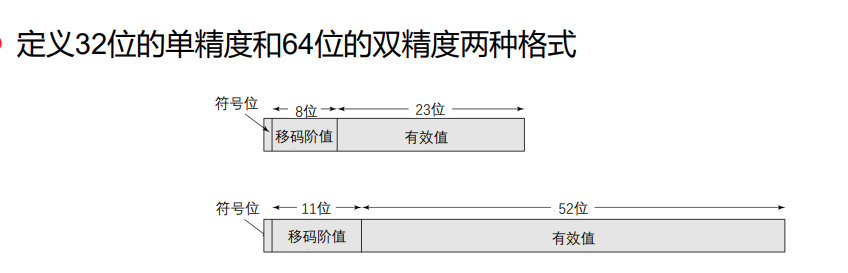 定义32位的单精度和64位的双精度两种格式
符号位 8位 23位
移码阶值 有效值
符号位 11位 52位
移码阶值 有效值